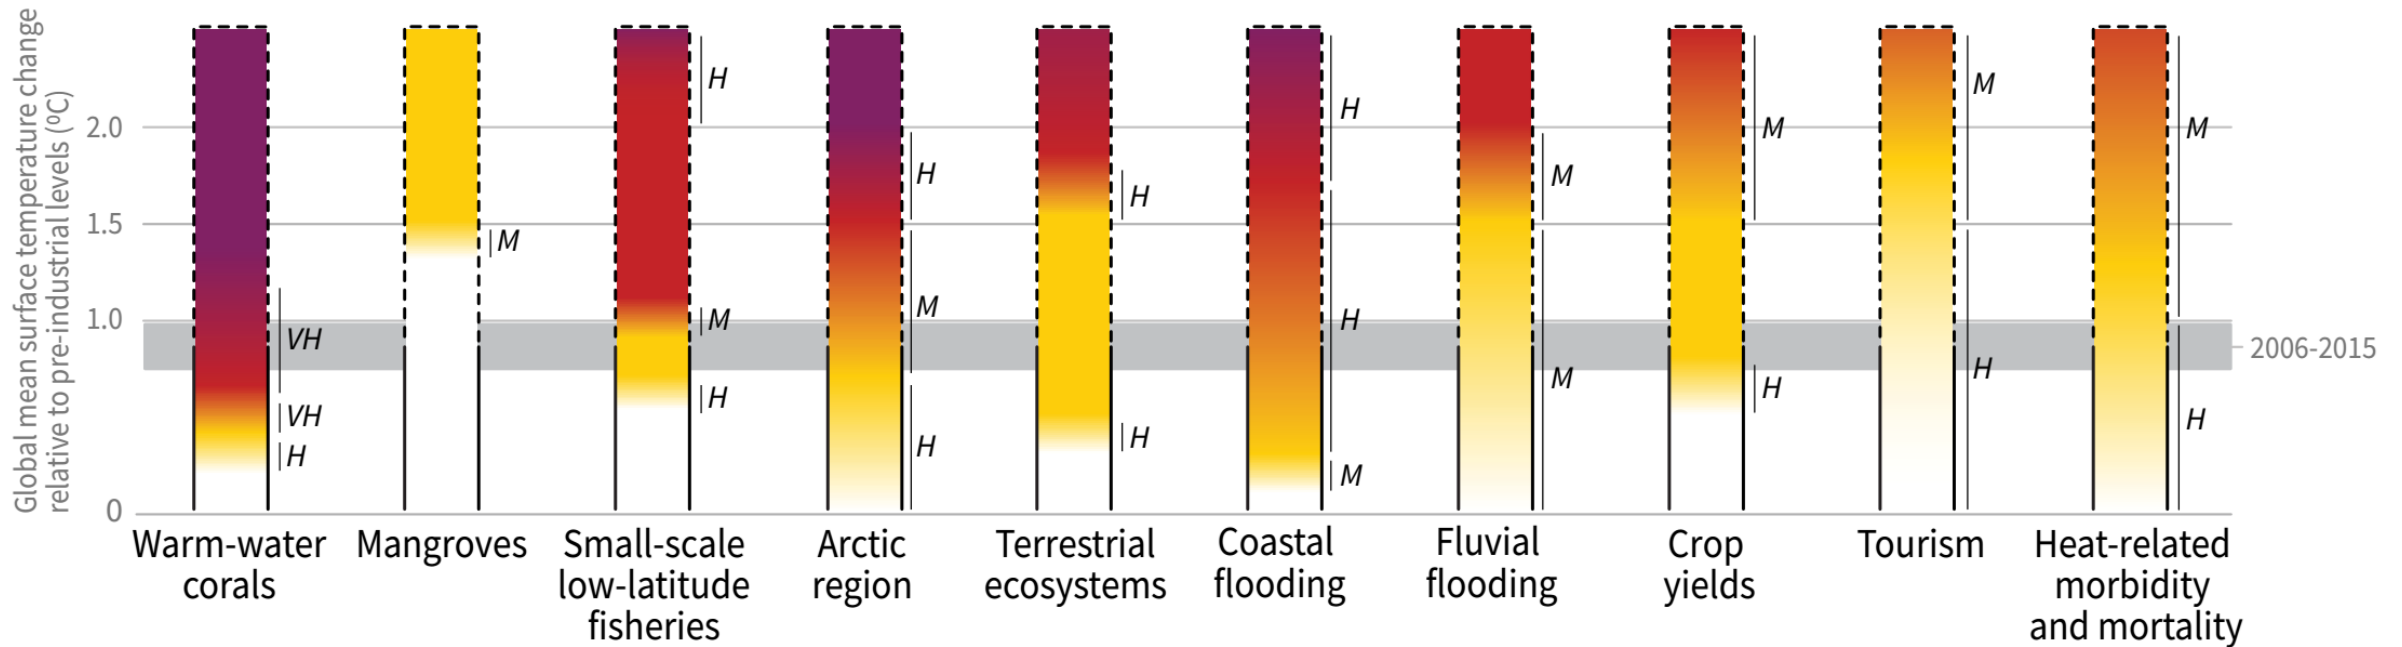 Global mean surface temperature change
relative to pre-industrial levels (ºC)
2.0
1.5
1.0
0
2006-2015
VH
VH
H
M
H
M
H
H
M
H
H
H
H
H
M
M
M
M
H
M
H
M
H
Warm-water
corals
Mangroves
Small-scale
low-latitude
fisheries
Arctic
region
Terrestrial
ecosystems
Coastal
flooding
Fluvial
flooding
Crop
yields
Tourism
Heat-related
morbidity
and mortality